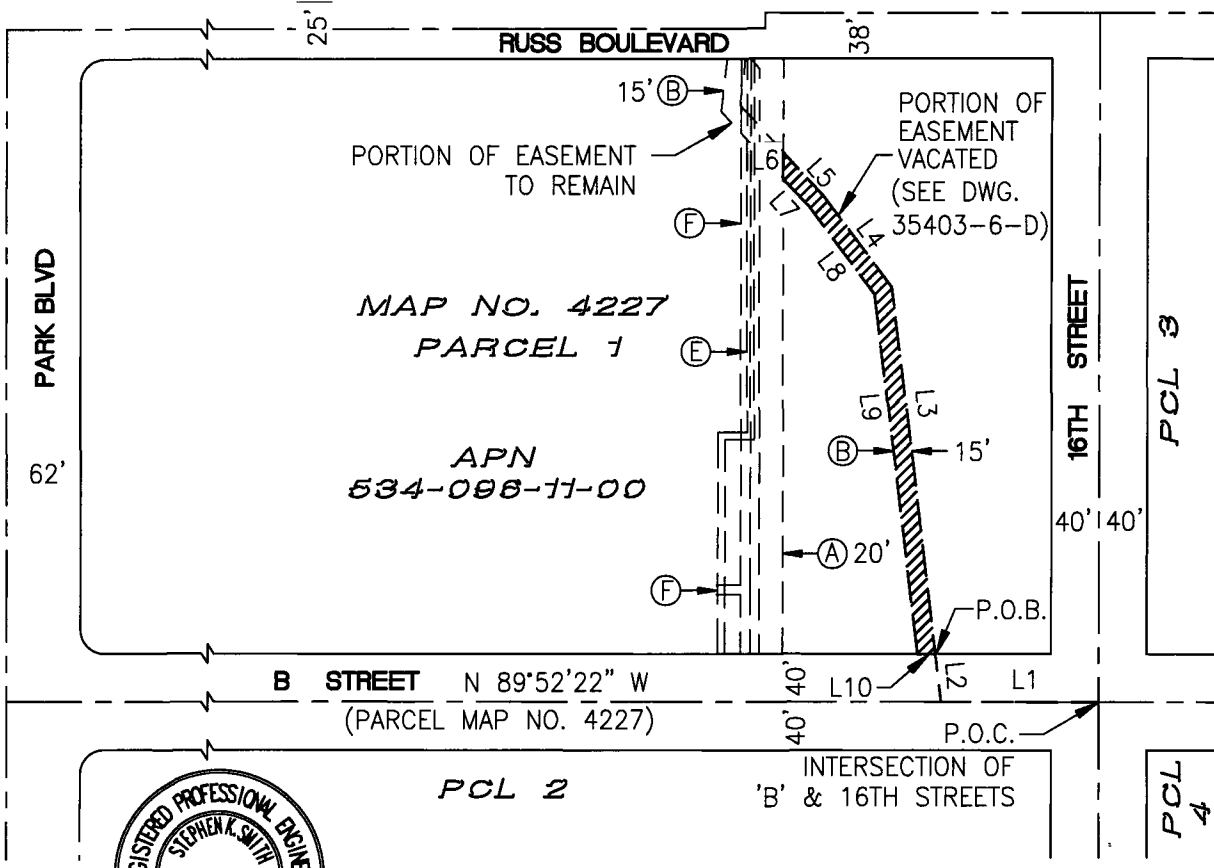 25'
RUSS BOULEVARD
38'
15' B
PORTION OF EASEMENT
TO REMAIN
PORTION OF
EASEMENT
VACATED
(SEE DWG.
35403-6-D)
L6
L5
L7
L4
L8
F
MAP NO. 4227
PARCEL 1
E
PARK BLVD
62'
APN
534-098-11-00
L9
L3
B
15'
16TH STREET
PCL 3
40' 40'
A 20'
F
P.O.B.
B STREET N 89°52'22" W
(PARCEL MAP NO. 4227)
40'
40'
L10
L2
L1
P.O.C.
INTERSECTION OF
'B' & 16TH STREETS
PCL 2
PCL
4
PROFESSIONAL
STEPHEN K. SMITH